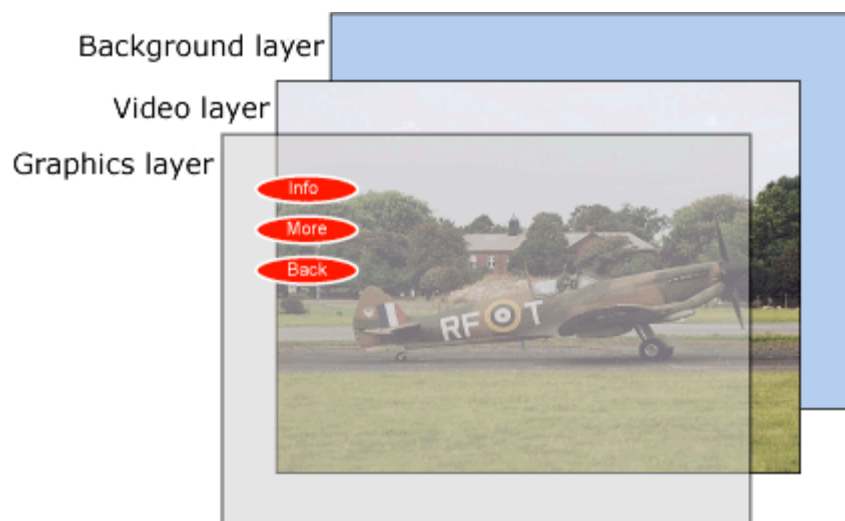 Background layer
Video layer
Graphics layer
Info
More
Back
RF T